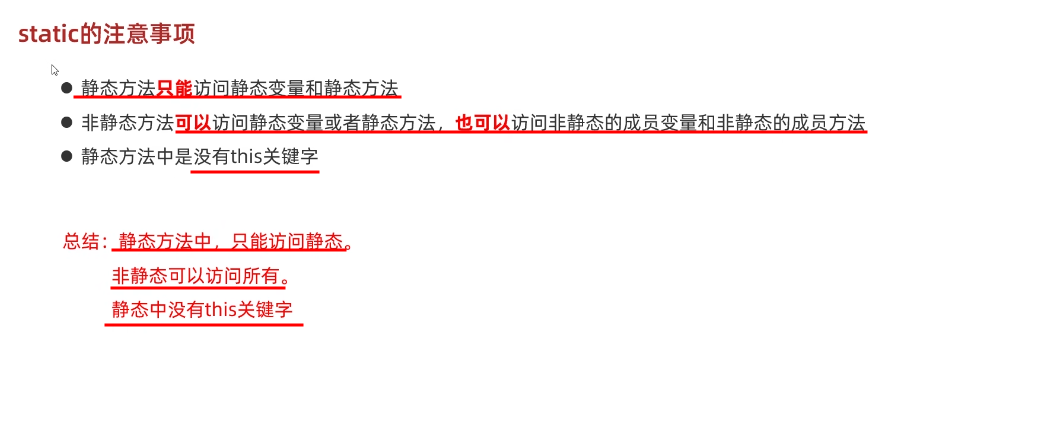 static的注意事项
● 静态方法只能访问静态变量和静态方法
● 非静态方法可以访问静态变量或者静态方法，也可以访问非静态的成员变量和非静态的成员方法
● 静态方法中是没有this关键字
总结：静态方法中，只能访问静态。
非静态可以访问所有。
静态中没有this关键字